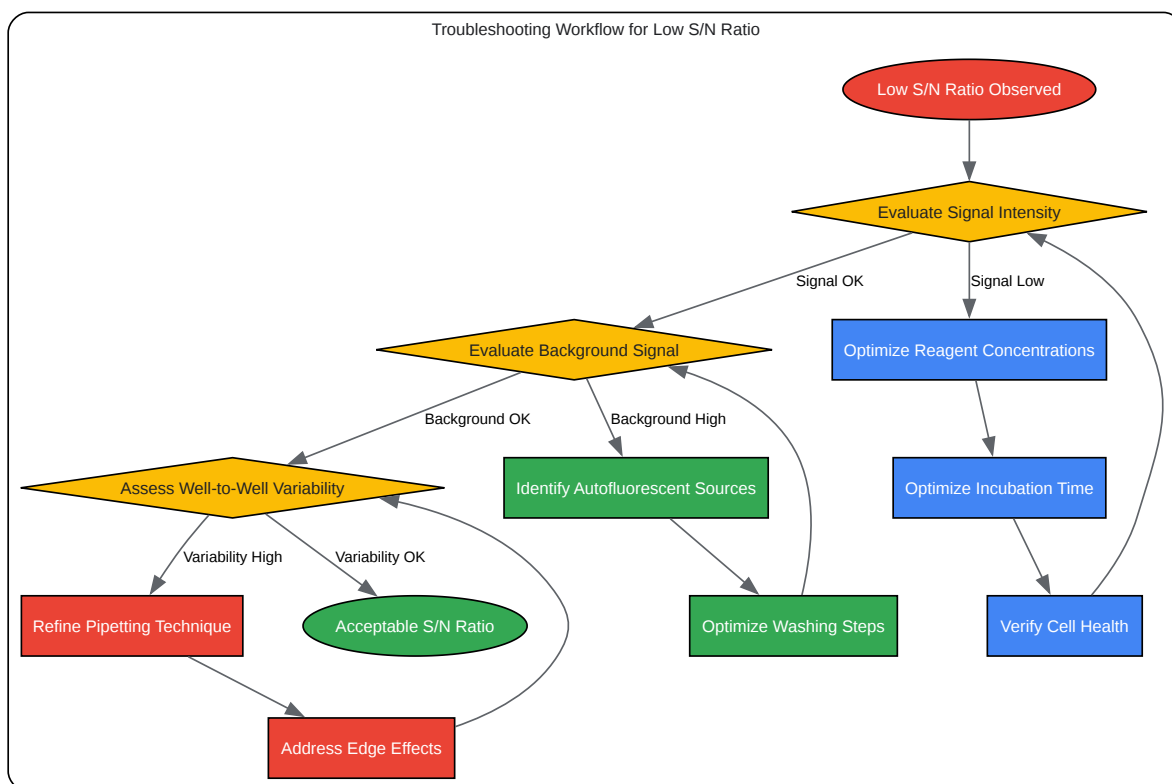 Troubleshooting Workflow for Low S/N Ratio
Low S/N Ratio Observed
Evaluate Signal Intensity
Signal OK
Signal Low
Evaluate Background Signal
Optimize Reagent Concentrations
Background OK
Background High
Assess Well-to-Well Variability
Identify Autofluorescent Sources
Optimize Incubation Time
Variability High
Variability OK
Refine Pipetting Technique
Acceptable S/N Ratio
Optimize Washing Steps
Verify Cell Health
Address Edge Effects